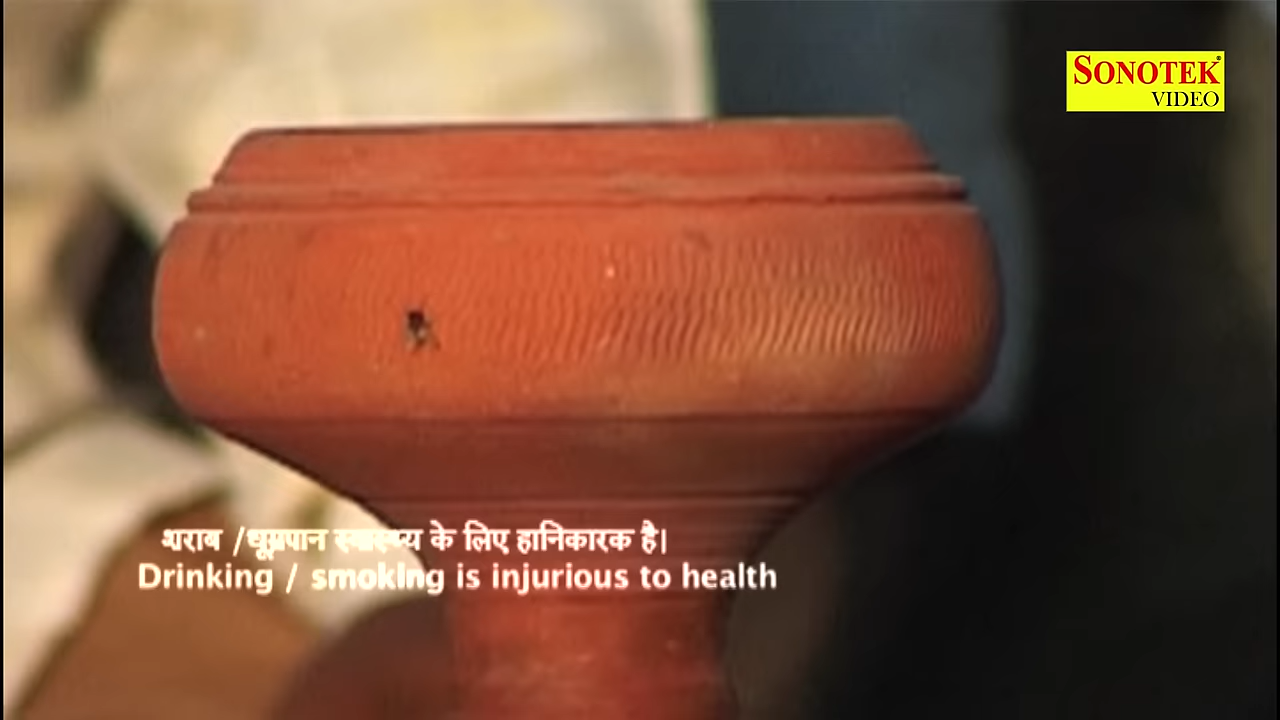 SONOTEK®
VIDEO
शराब /धूम्रपान स्वास्थ्य के लिए हानिकारक है।
Drinking / smoking is injurious to health